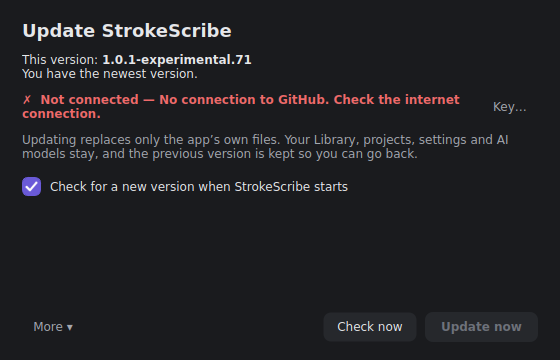 Update StrokeScribe
This version: 1.0.1-experimental.71
You have the newest version.
✗ Not connected — No connection to GitHub. Check the internet
connection.
Key…
Updating replaces only the app’s own files. Your Library, projects, settings and AI
models stay, and the previous version is kept so you can go back.
Check for a new version when StrokeScribe starts
More ▾
Check now
Update now